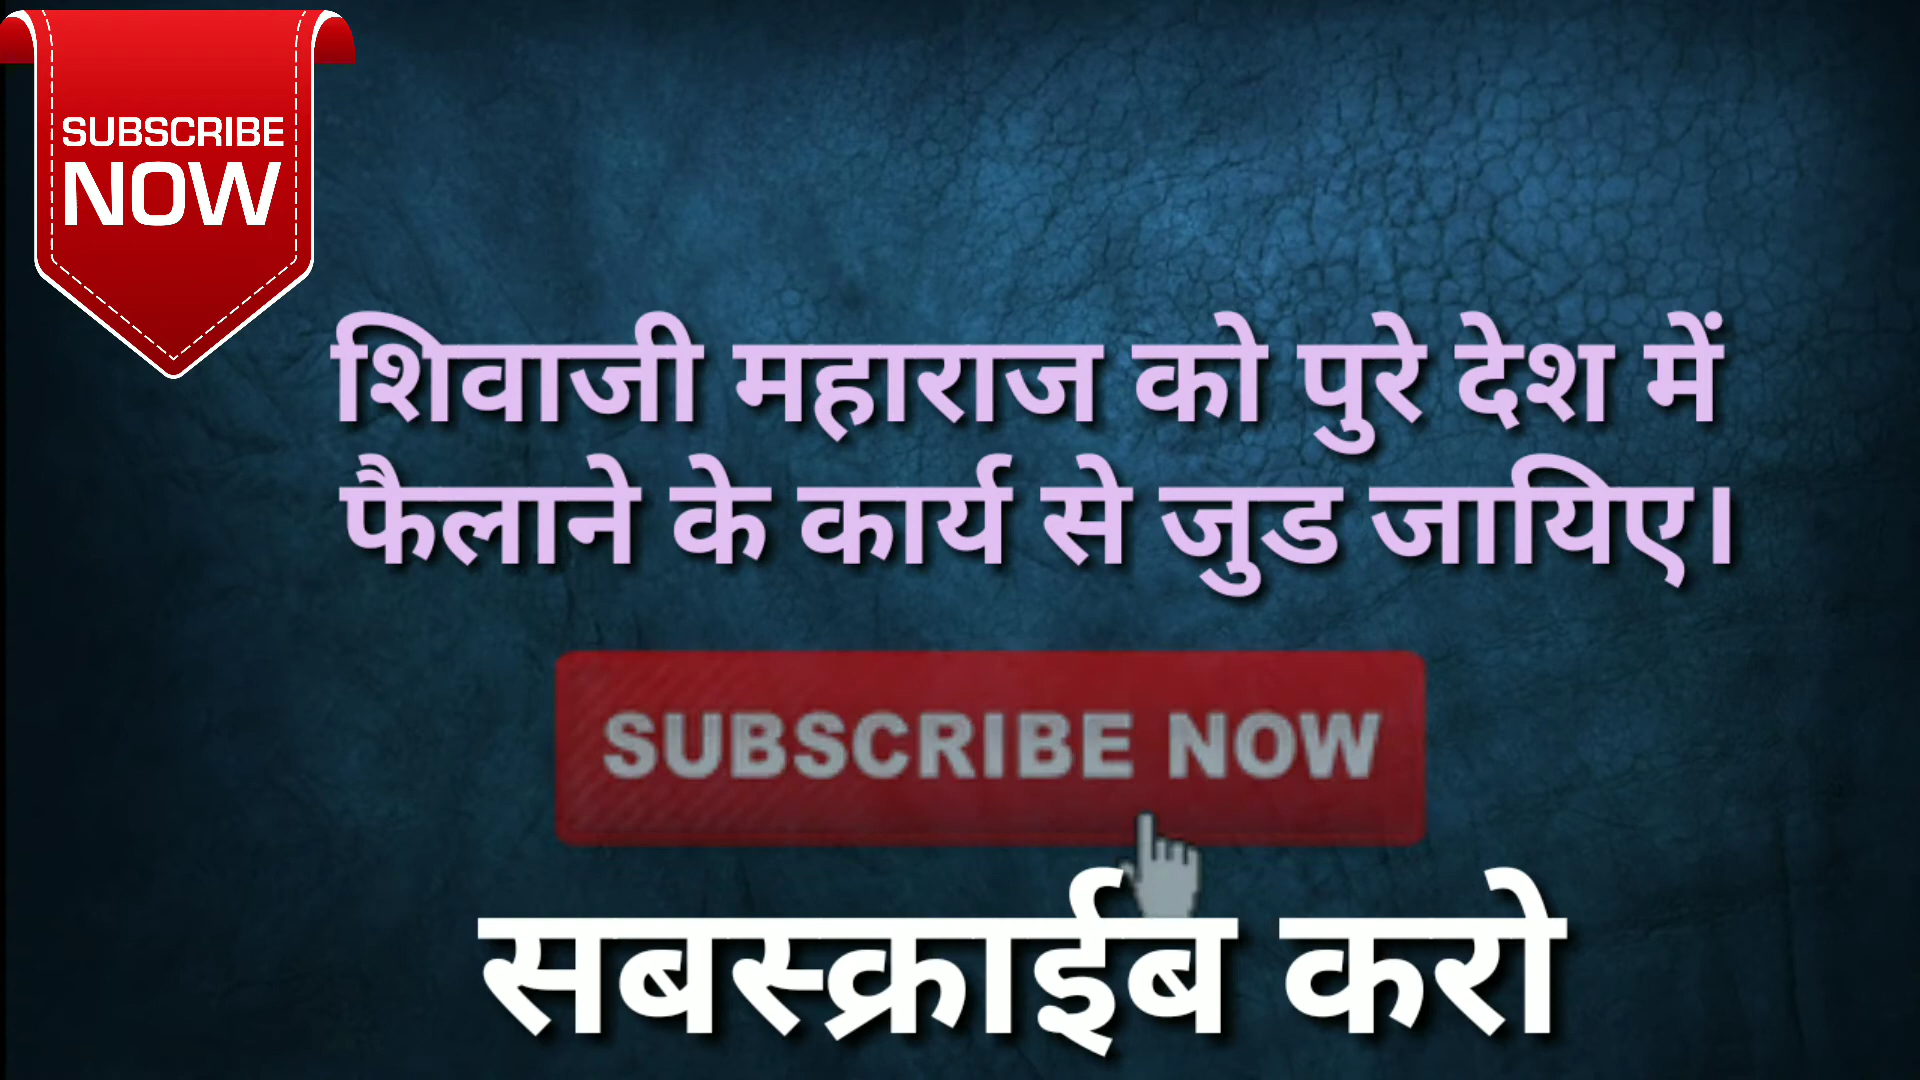 SUBSCRIBE
NOW
शिवाजी महाराज को पुरे देश में
फैलाने के कार्य से जुड जायिए।
SUBSCRIBE NOW
सबस्क्राईब करो